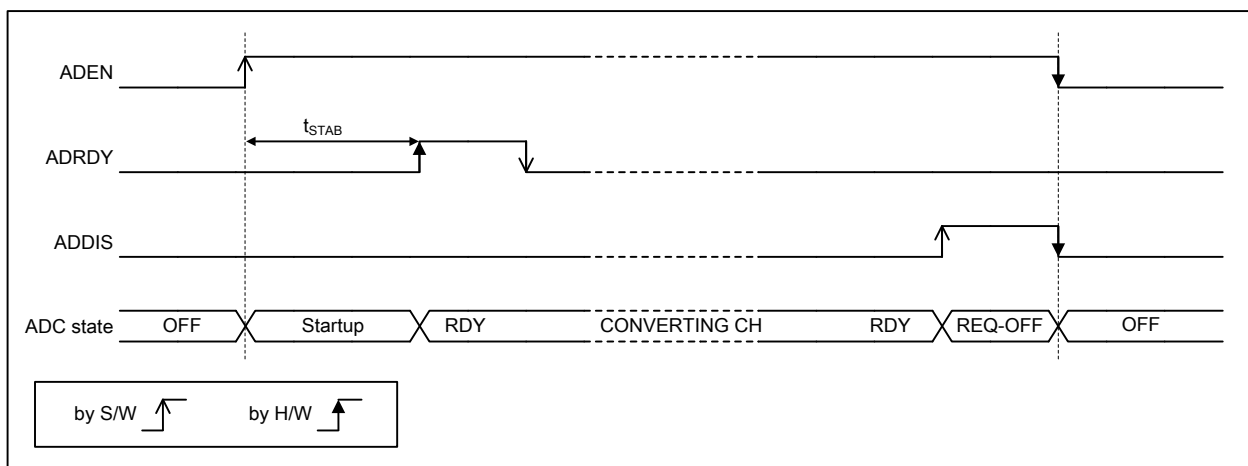 ADEN
tSTAB
ADRDY
ADDIS
ADC state OFF Startup RDY CONVERTING CH RDY REQ-OFF OFF
by S/W by H/W